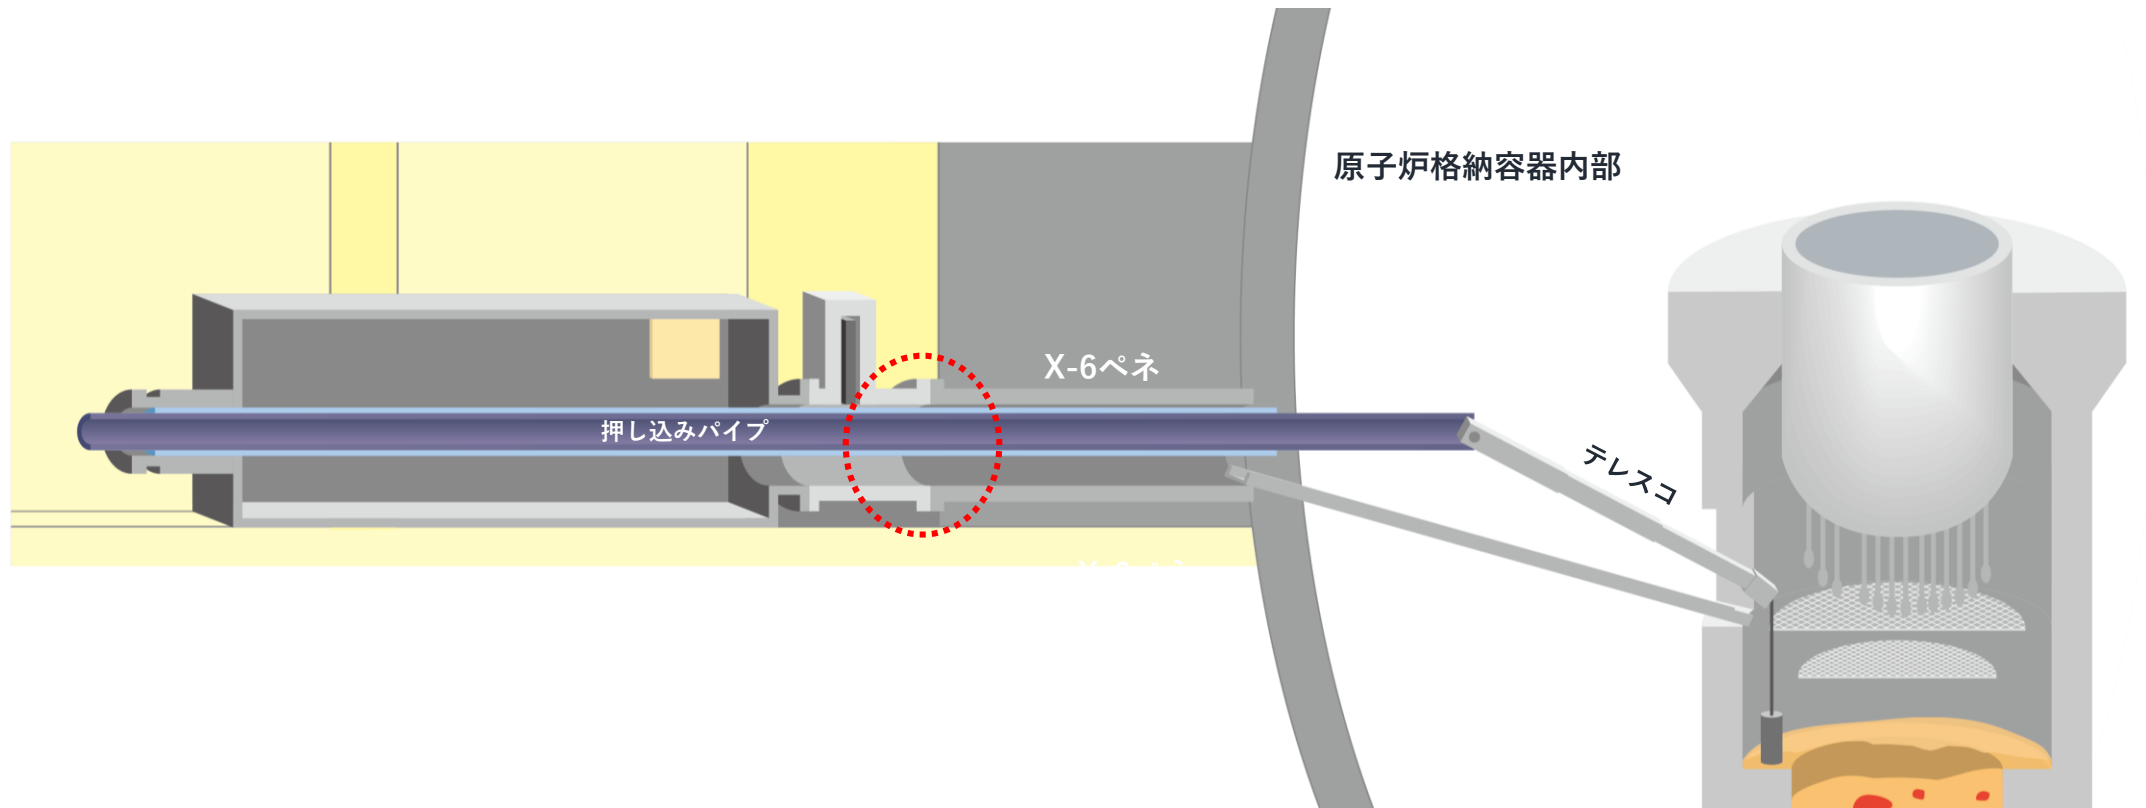 原子炉格納容器内部
X-6ペネ
押し込みパイプ
テレスコ